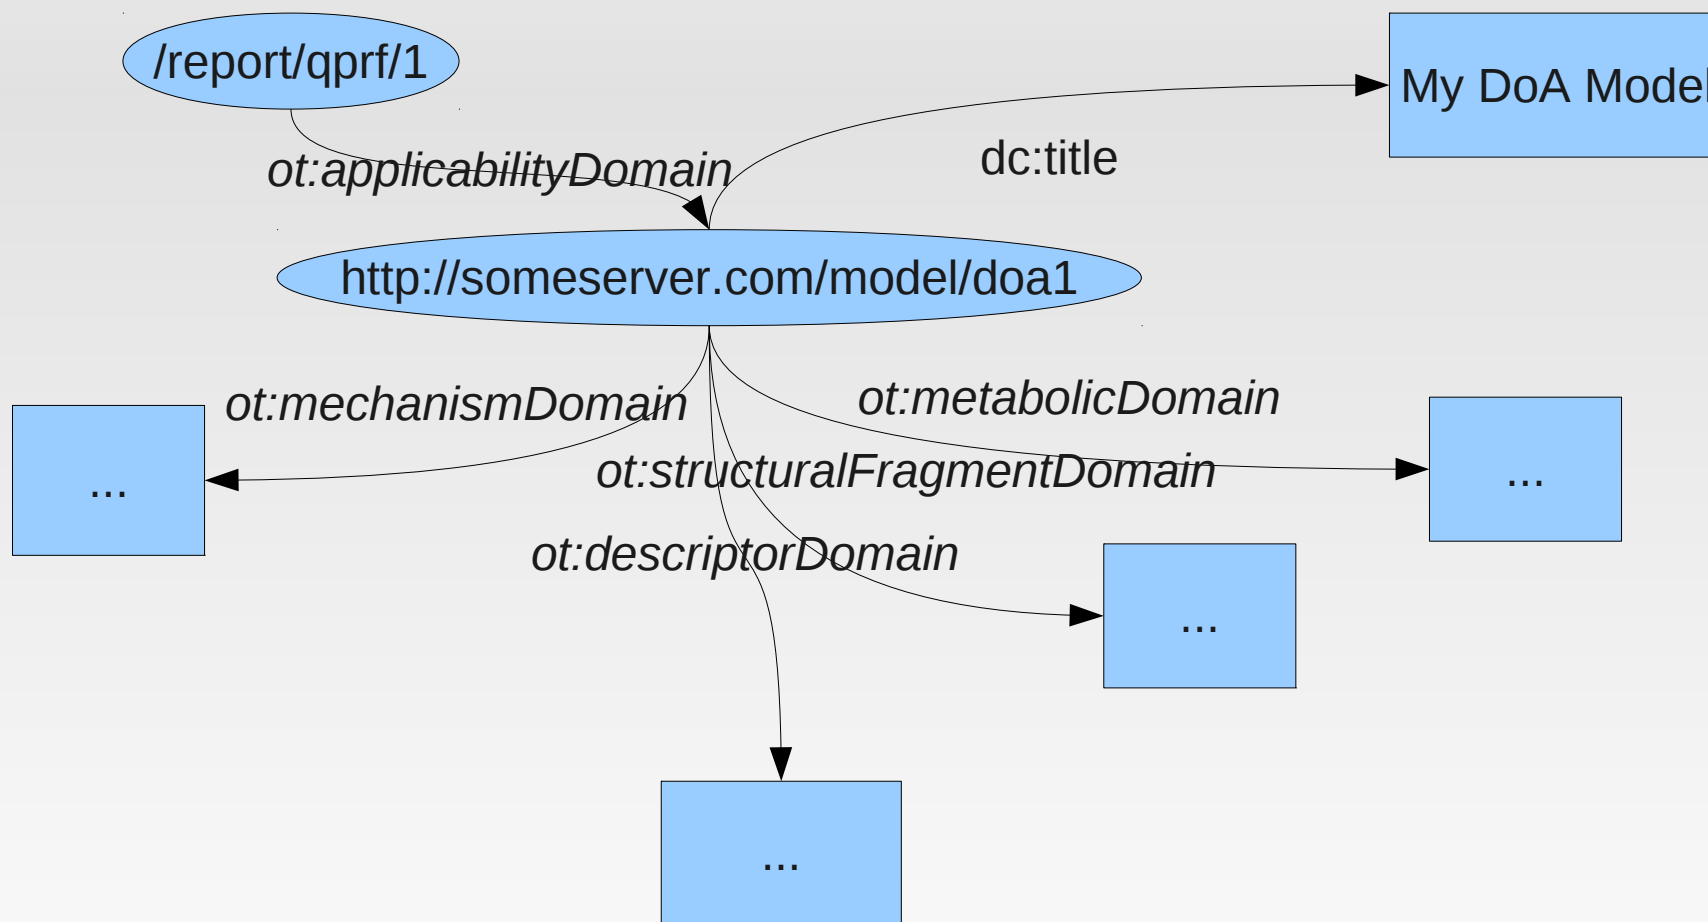 /report/qprf/1
My DoA Model
ot:applicabilityDomain
dc:title
http://someserver.com/model/doa1
ot:mechanismDomain
ot:metabolicDomain
...
ot:structuralFragmentDomain
...
ot:descriptorDomain
...
...